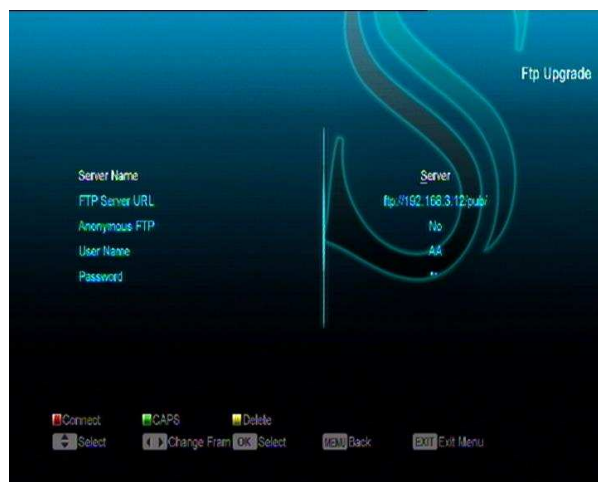 Ftp Upgrade
Server Name Server
FTP Server URL ftp://192.168.3.12/pub/
Anonymous FTP No
User Name AA
Password **
Connect CAPS Delete
Select Change Fram OK Select MENU Back EXIT Exit Menu